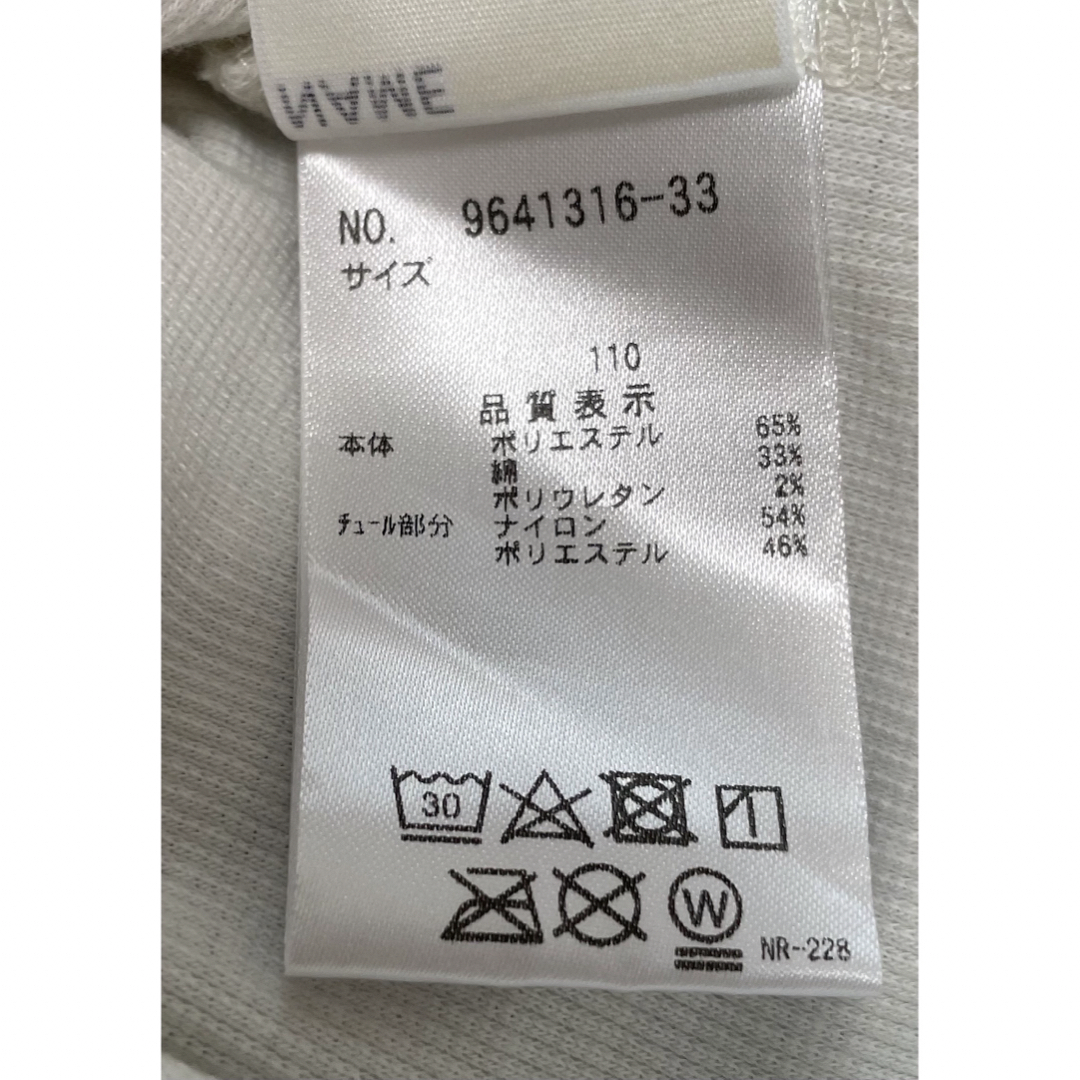 NAME
NO. 9641316-33
サイズ
110
品質表示
本体 ポリエステル 65%
綿 33%
ポリウレタン 2%
チュール部分 ナイロン 54%
ポリエステル 46%
30
W
NR-228